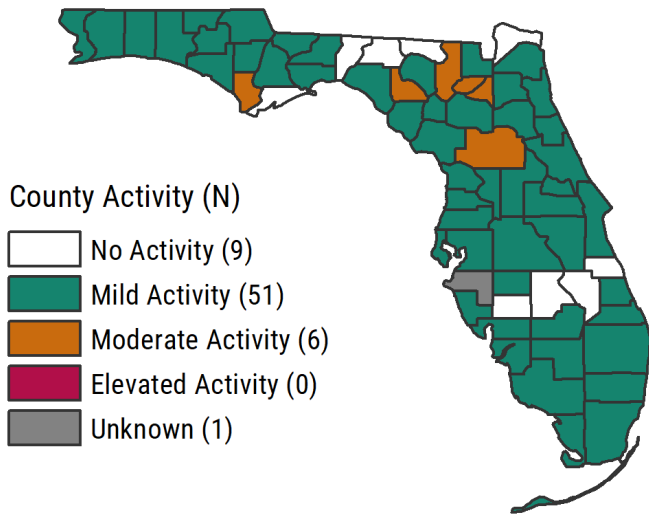 County Activity (N)
No Activity (9)
Mild Activity (51)
Moderate Activity (6)
Elevated Activity (0)
Unknown (1)